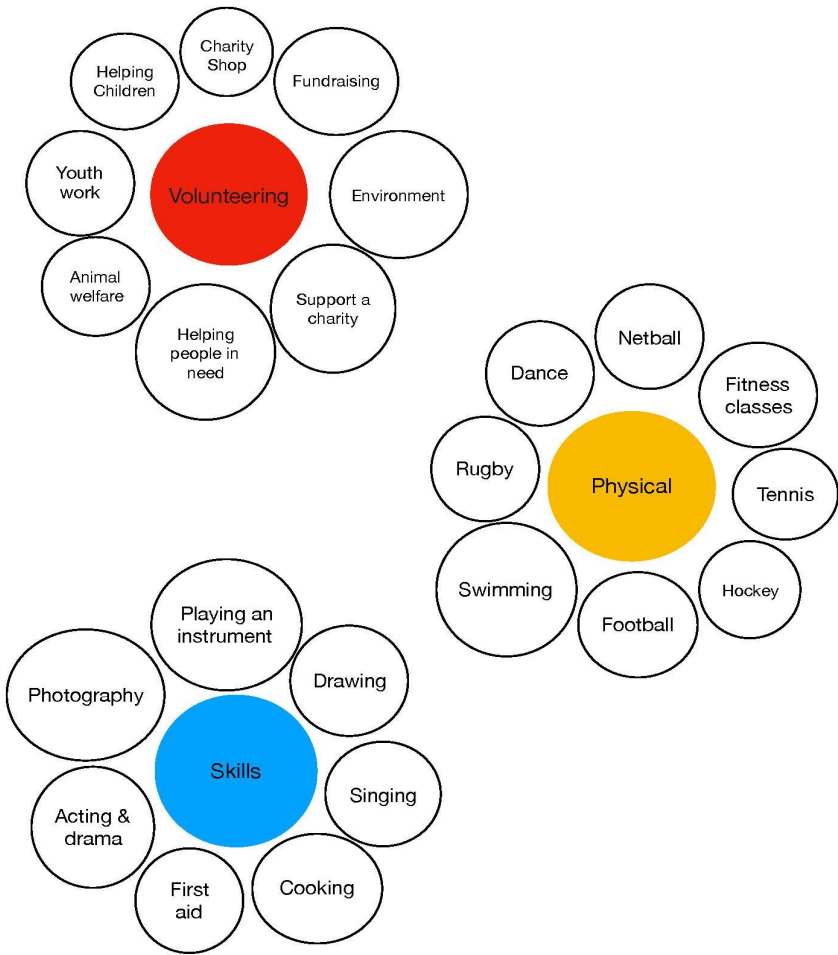 Charity
Shop
Helping
Children
Fundraising
Youth
work
Volunteering
Environment
Animal
welfare
Support a
charity
Helping
people in
need
Netball
Dance
Fitness
classes
Rugby
Physical
Tennis
Swimming
Hockey
Football
Playing an
instrument
Photography
Drawing
Skills
Singing
Acting &
drama
First
aid
Cooking